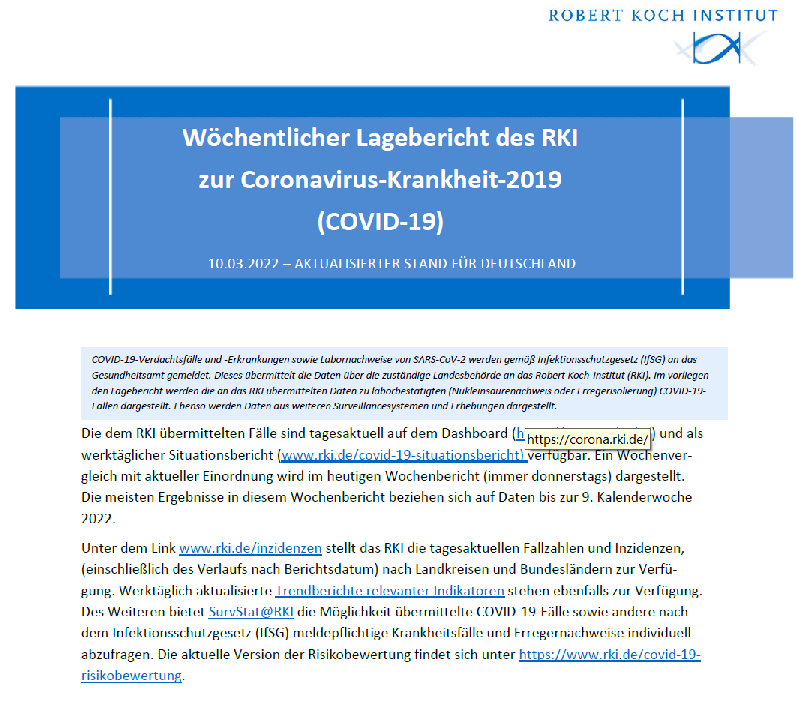 ROBERT KOCH INSTITUT
Wöchentlicher Lagebericht des RKI
zur Coronavirus-Krankheit-2019
(COVID-19)
10.03.2022 – AKTUALISIERTER STAND FÜR DEUTSCHLAND
COVID-19-Verdachtsfälle und -Erkrankungen sowie Labornachweise von SARS-CoV-2 werden gemäß Infektionsschutzgesetz (IfSG) an das
Gesundheitsamt gemeldet. Dieses übermittelt die Daten über die zuständige Landesbehörde an das Robert Koch-Institut (RKI). Im vorliegen
den Lagebericht werden die an das RKI übermittelten Daten zu laborbestätigten (Nukleinsäurenachweis oder Erregerisolierung) COVID-19-
Fällen dargestellt. Ebenso werden Daten aus weiteren Surveillancesystemen und Erhebungen dargestellt.
Die dem RKI übermittelten Fälle sind tagesaktuell auf dem Dashboard (h https://corona.rki.de/ ) und als
werktäglicher Situationsbericht (www.rki.de/covid-19-situationsbericht) verfügbar. Ein Wochenver-
gleich mit aktueller Einordnung wird im heutigen Wochenbericht (immer donnerstags) dargestellt.
Die meisten Ergebnisse in diesem Wochenbericht beziehen sich auf Daten bis zur 9. Kalenderwoche
2022.
Unter dem Link www.rki.de/inzidenzen stellt das RKI die tagesaktuellen Fallzahlen und Inzidenzen,
(einschließlich des Verlaufs nach Berichtsdatum) nach Landkreisen und Bundesländern zur Verfü-
gung. Werktäglich aktualisierte Trendberichte relevanter Indikatoren stehen ebenfalls zur Verfügung.
Des Weiteren bietet SurvStat@RKI die Möglichkeit übermittelte COVID-19-Fälle sowie andere nach
dem Infektionsschutzgesetz (IfSG) meldepflichtige Krankheitsfälle und Erregernachweise individuell
abzufragen. Die aktuelle Version der Risikobewertung findet sich unter https://www.rki.de/covid-19-
risikobewertung.